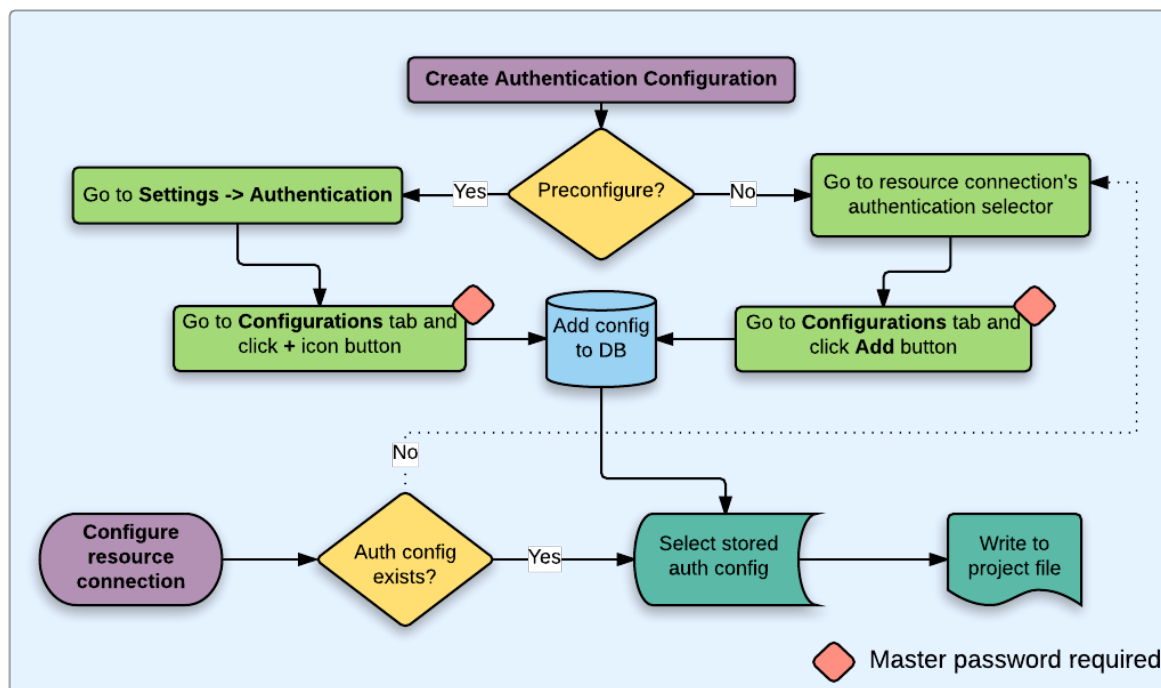 Create Authentication Configuration
Preconfigure?
Yes
No
Go to Settings -> Authentication
Go to resource connection's
authentication selector
Go to Configurations tab and
click + icon button
Add config
to DB
Go to Configurations tab and
click Add button
No
Configure
resource
connection
Auth config
exists?
Yes
Select stored
auth config
Write to
project file
Master password required